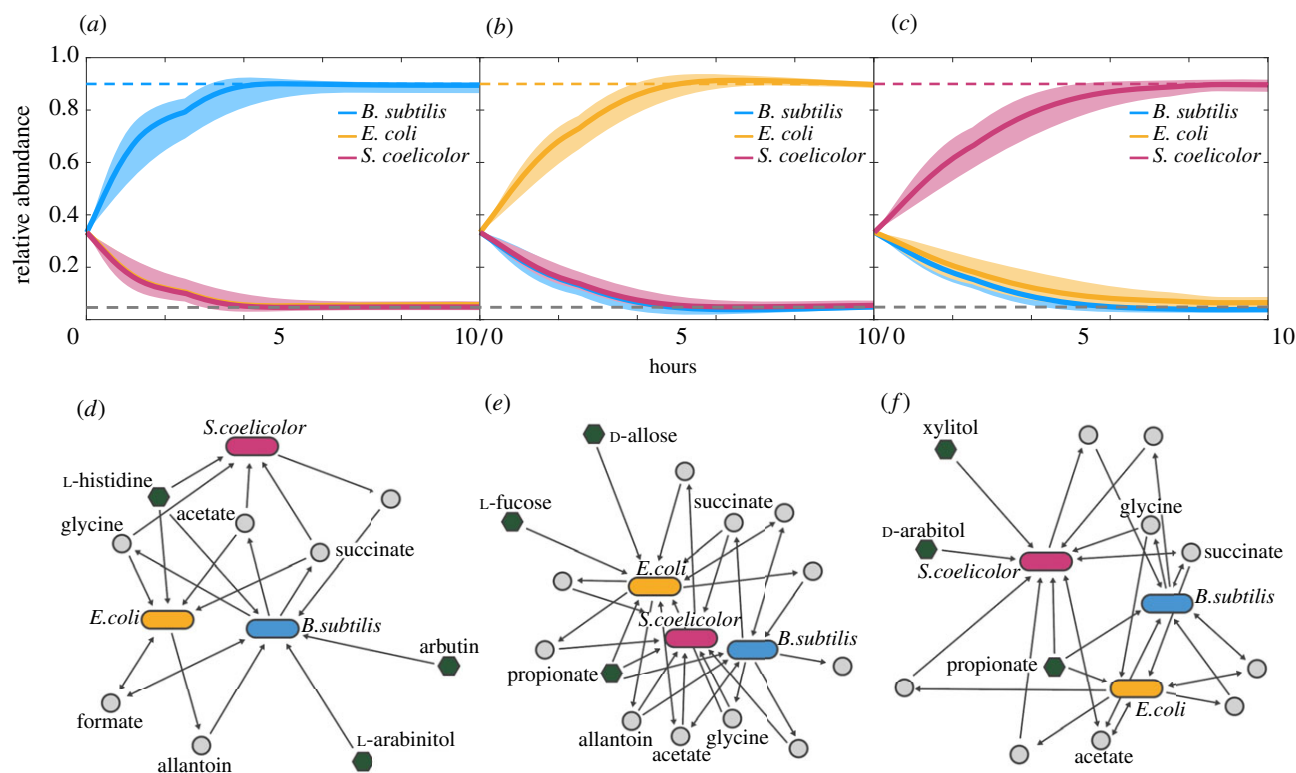 (a)
(b)
(c)
1.0
0.8
0.6
0.4
0.2
0
relative abundance
B. subtilis
E. coli
S. coelicolor
B. subtilis
E. coli
S. coelicolor
B. subtilis
E. coli
S. coelicolor
5
10/0
5
10/0
5
10
hours
(d)
S.coelicolor
L-histidine
glycine
acetate
succinate
E.coli
B.subtilis
arbutin
formate
allantoin
L-arabinitol
(e)
D-allose
L-fucose
succinate
E.coli
S.coelicolor
B.subtilis
propionate
allantoin
acetate
glycine
(f)
xylitol
glycine
D-arabitol
succinate
S.coelicolor
B.subtilis
propionate
E.coli
acetate